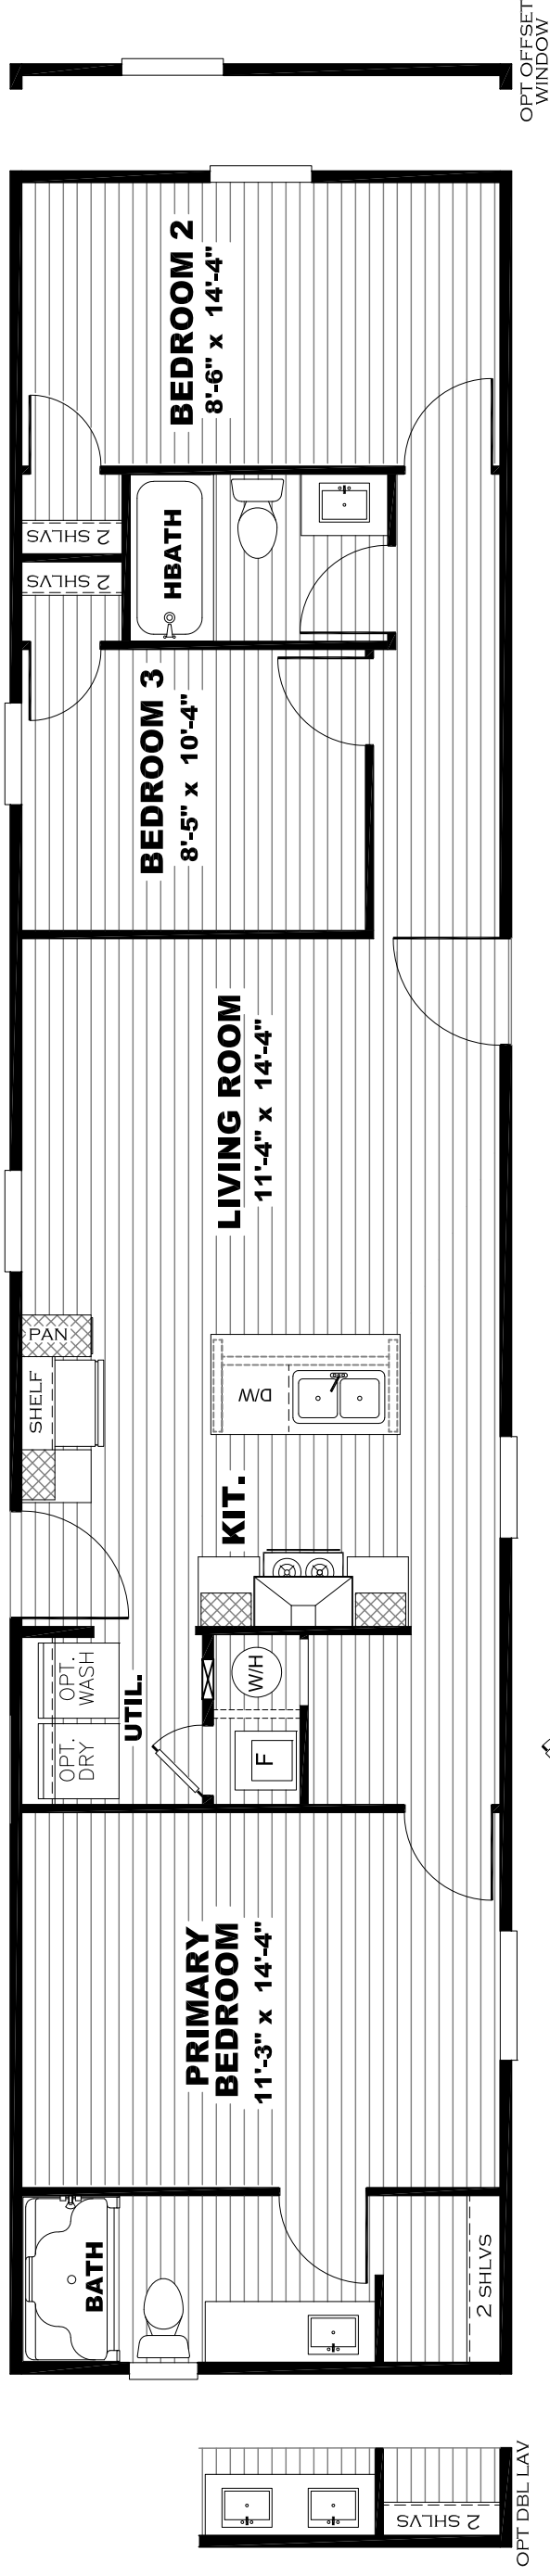 OPT OFFSET
WINDOW
BEDROOM 2
8'-6" x 14'-4"
2 SHLVS
2 SHLVS
HBATH
BEDROOM 3
8'-5" x 10'-4"
LIVING ROOM
11'-4" x 14'-4"
PAN
SHELF
D/W
KIT.
OPT.
WASH
OPT.
DRY
UTIL.
W/H
F
PRIMARY
BEDROOM
11'-3" x 14'-4"
BATH
2 SHLVS
2 SHLVS
OPT DBL LAV